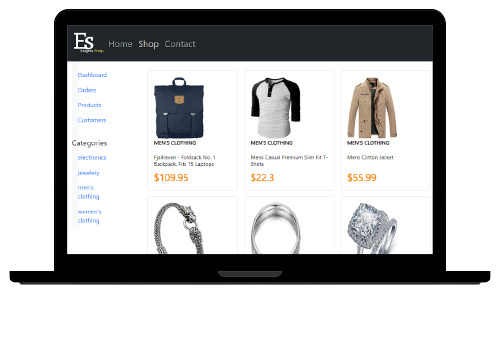 Es
Home Shop Contact
Dashboard
Orders
Products
Customers
Categories
electronics
jewelery
men's
clothing
women's
clothing
MEN'S CLOTHING
Fjallraven - Foldsack No. 1
Backpack, Fits 15 Laptops
$109.95
MEN'S CLOTHING
Mens Casual Premium Slim Fit T-
Shirts
$22.3
MEN'S CLOTHING
Mens Cotton Jacket
$55.99